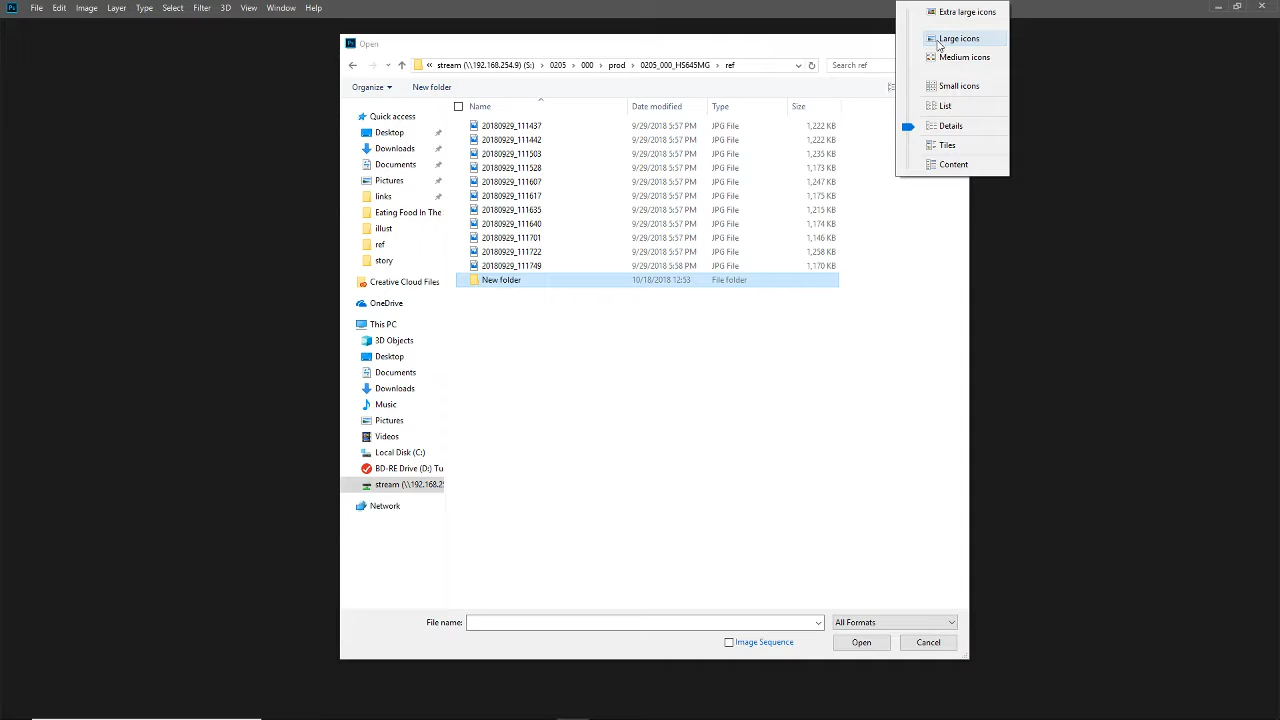 Ps File Edit Image Layer Type Select Filter 3D View Window Help
Extra large icons
Large icons
Medium icons
Small icons
List
Details
Tiles
Content
Ps Open
« stream (\\192.168.254.9) (S:) > 0205 > 000 > prod > 0205_000_HS645MG > ref
Search ref
Organize New folder
Name Date modified Type Size
20180929_111437 9/29/2018 5:57 PM JPG File 1,222 KB
20180929_111442 9/29/2018 5:57 PM JPG File 1,222 KB
20180929_111503 9/29/2018 5:57 PM JPG File 1,235 KB
20180929_111528 9/29/2018 5:57 PM JPG File 1,173 KB
20180929_111607 9/29/2018 5:57 PM JPG File 1,247 KB
20180929_111617 9/29/2018 5:57 PM JPG File 1,175 KB
20180929_111635 9/29/2018 5:57 PM JPG File 1,215 KB
20180929_111640 9/29/2018 5:57 PM JPG File 1,174 KB
20180929_111701 9/29/2018 5:57 PM JPG File 1,146 KB
20180929_111722 9/29/2018 5:57 PM JPG File 1,258 KB
20180929_111749 9/29/2018 5:58 PM JPG File 1,170 KB
New folder 10/18/2018 12:53 File folder
Quick access
Desktop
Downloads
Documents
Pictures
links
Eating Food In The
illust
ref
story
Creative Cloud Files
OneDrive
This PC
3D Objects
Desktop
Documents
Downloads
Music
Pictures
Videos
Local Disk (C:)
BD-RE Drive (D:) Tu
stream (\\192.168.25
Network
File name:
All Formats
Image Sequence
Open
Cancel